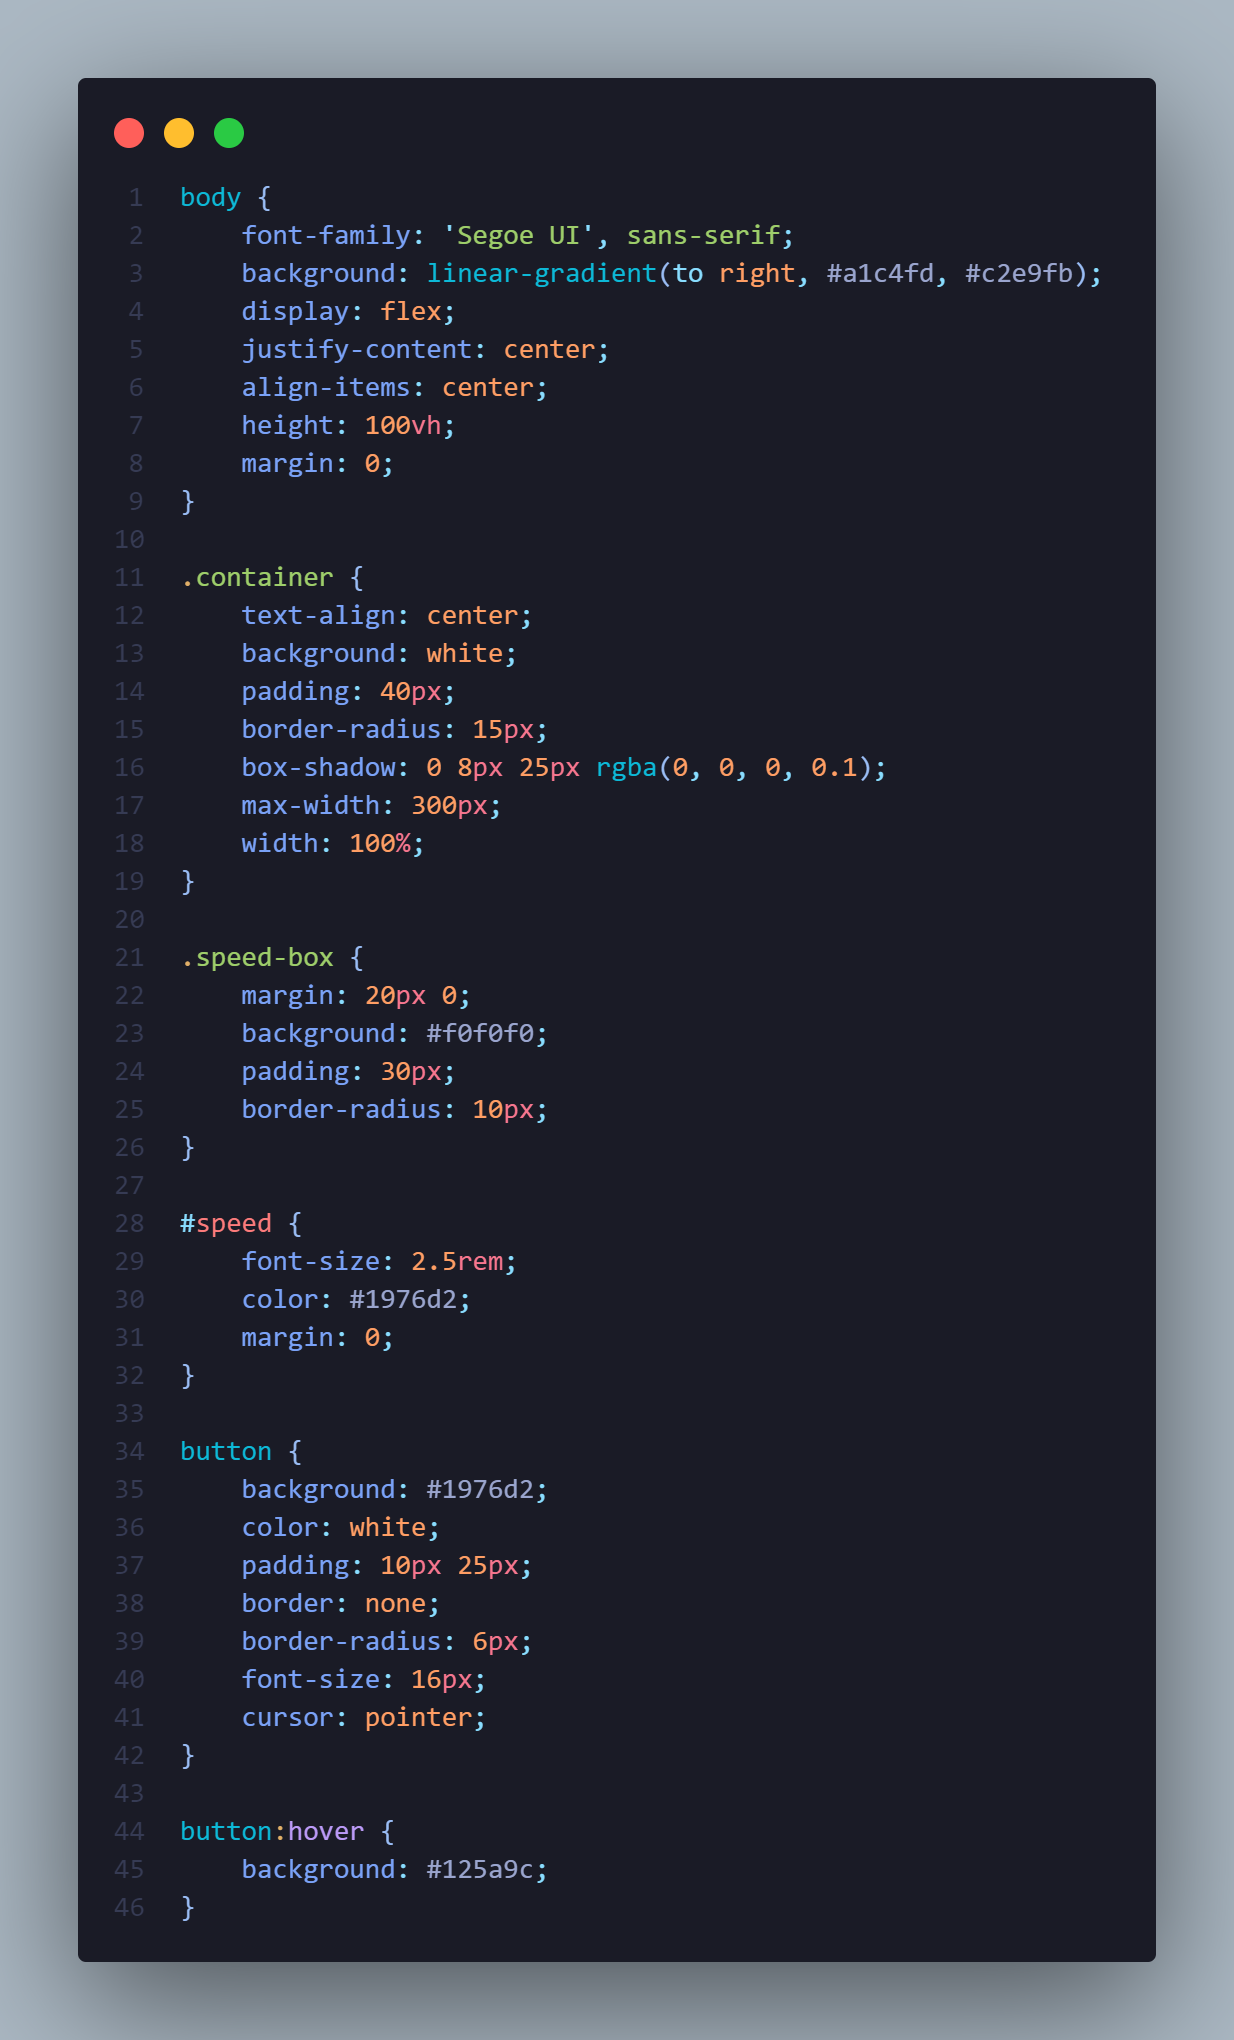 1 body {
2     font-family: 'Segoe UI', sans-serif;
3     background: linear-gradient(to right, #a1c4fd, #c2e9fb);
4     display: flex;
5     justify-content: center;
6     align-items: center;
7     height: 100vh;
8     margin: 0;
9 }
10
11 .container {
12     text-align: center;
13     background: white;
14     padding: 40px;
15     border-radius: 15px;
16     box-shadow: 0 8px 25px rgba(0, 0, 0, 0.1);
17     max-width: 300px;
18     width: 100%;
19 }
20
21 .speed-box {
22     margin: 20px 0;
23     background: #f0f0f0;
24     padding: 30px;
25     border-radius: 10px;
26 }
27
28 #speed {
29     font-size: 2.5rem;
30     color: #1976d2;
31     margin: 0;
32 }
33
34 button {
35     background: #1976d2;
36     color: white;
37     padding: 10px 25px;
38     border: none;
39     border-radius: 6px;
40     font-size: 16px;
41     cursor: pointer;
42 }
43
44 button:hover {
45     background: #125a9c;
46 }